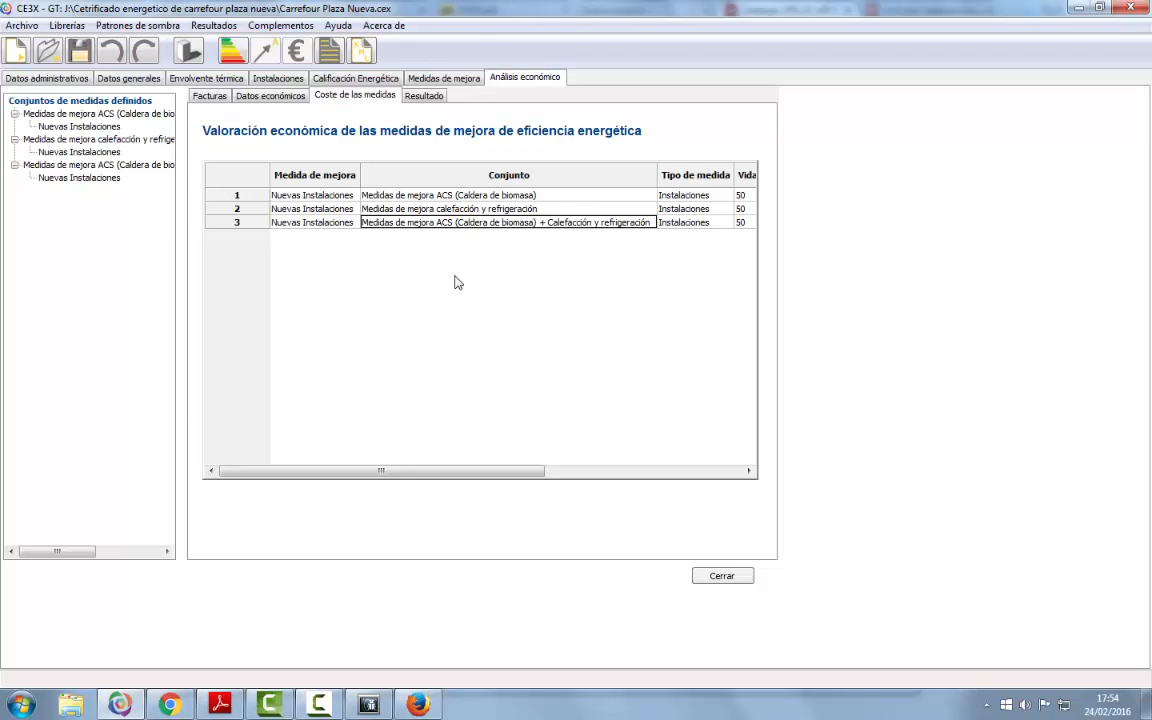 CE3X - GT: J:\Cetrificado energetico de carrefour plaza nueva\Carrefour Plaza Nueva.cex
Archivo Librerías Patrones de sombra Resultados Complementos Ayuda Acerca de
Datos administrativos Datos generales Envolvente térmica Instalaciones Calificación Energética Medidas de mejora Análisis económico
Conjuntos de medidas definidos
Medidas de mejora ACS (Caldera de bio
Nuevas Instalaciones
Medidas de mejora calefacción y refrige
Nuevas Instalaciones
Medidas de mejora ACS (Caldera de bio
Nuevas Instalaciones
Facturas Datos económicos Coste de las medidas Resultado
Valoración económica de las medidas de mejora de eficiencia energética
Medida de mejora Conjunto Tipo de medida Vida
1 Nuevas Instalaciones Medidas de mejora ACS (Caldera de biomasa) Instalaciones 50
2 Nuevas Instalaciones Medidas de mejora calefacción y refrigeración Instalaciones 50
3 Nuevas Instalaciones Medidas de mejora ACS (Caldera de biomasa) + Calefacción y refrigeración Instalaciones 50
Cerrar
17:54
24/02/2016